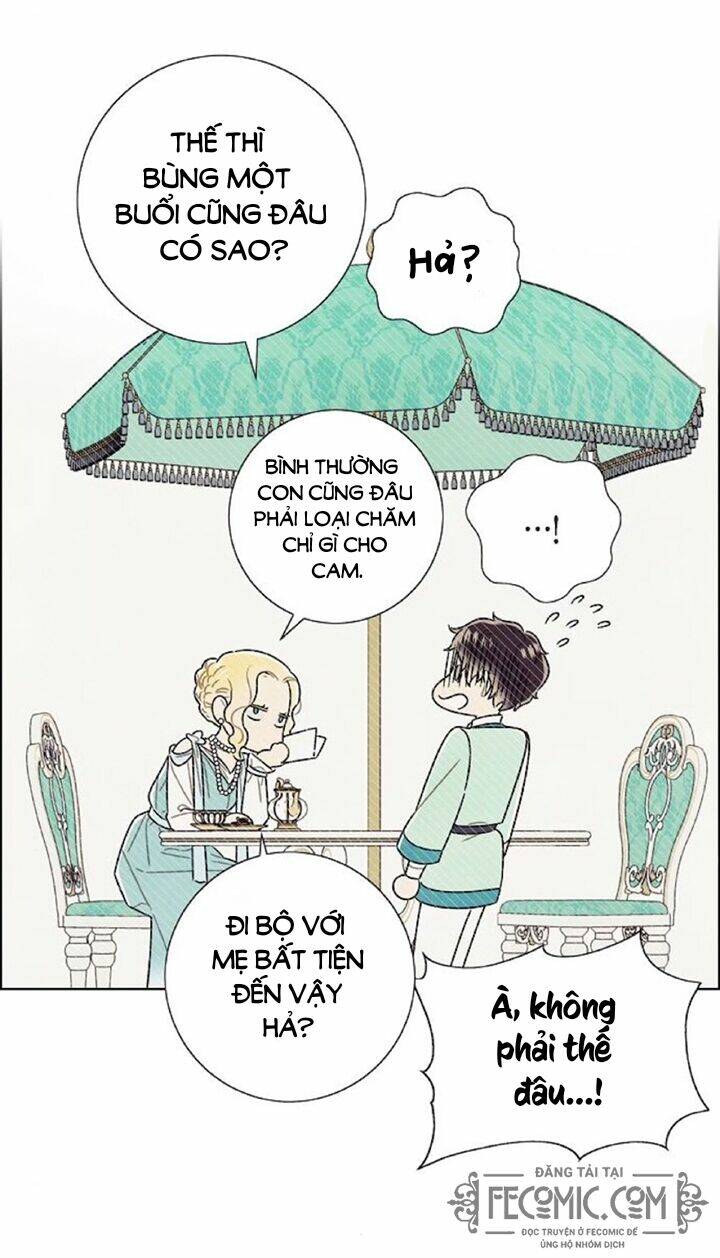 THẾ THÌ
BÙNG MỘT
BUỔI CŨNG ĐÂU
CÓ SAO?
Hả?
BÌNH THƯỜNG
CON CŨNG ĐÂU
PHẢI LOẠI CHĂM
CHỈ GÌ CHO
CAM.
...!
ĐI BỘ VỚI
MẸ BẤT TIỆN
ĐẾN VẬY
HẢ?
À, không
phải thế
đâu...!
ĐĂNG TẢI TẠI
FECOMIC.COM
ĐỌC TRUYỆN Ở FECOMIC ĐỂ
ỦNG HỘ NHÓM DỊCH